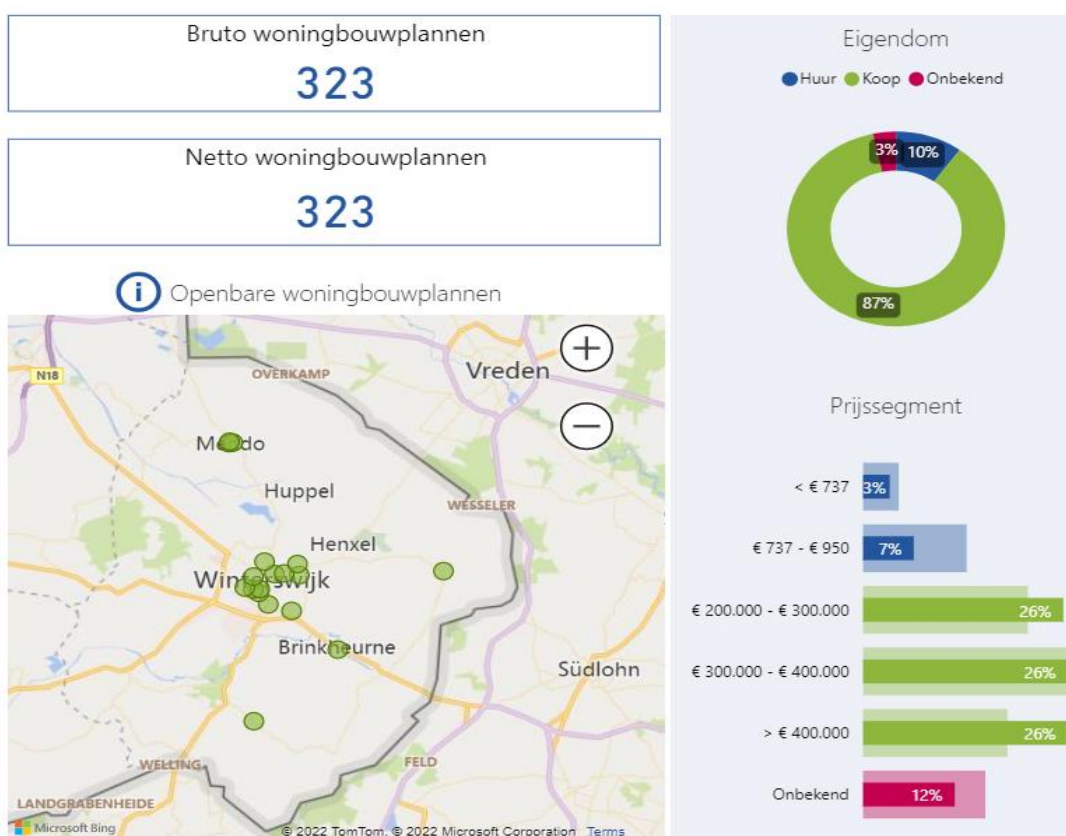 Bruto woningbouwplannen
323
Netto woningbouwplannen
323
i Openbare woningbouwplannen
N18
OVERKAMP
Vreden
Huppel
WESSELER
Henxel
Winterswijk
Brinkheurne
Südlohn
WELLING
FELD
LANDGRABENHEIDE
Microsoft Bing
© 2022 TomTom, © 2022 Microsoft Corporation Terms
Eigendom
Huur Koop Onbekend
3% 10%
87%
Prijssegment
< € 737 3%
€ 737 - € 950 7%
€ 200.000 - € 300.000 26%
€ 300.000 - € 400.000 26%
> € 400.000 26%
Onbekend 12%